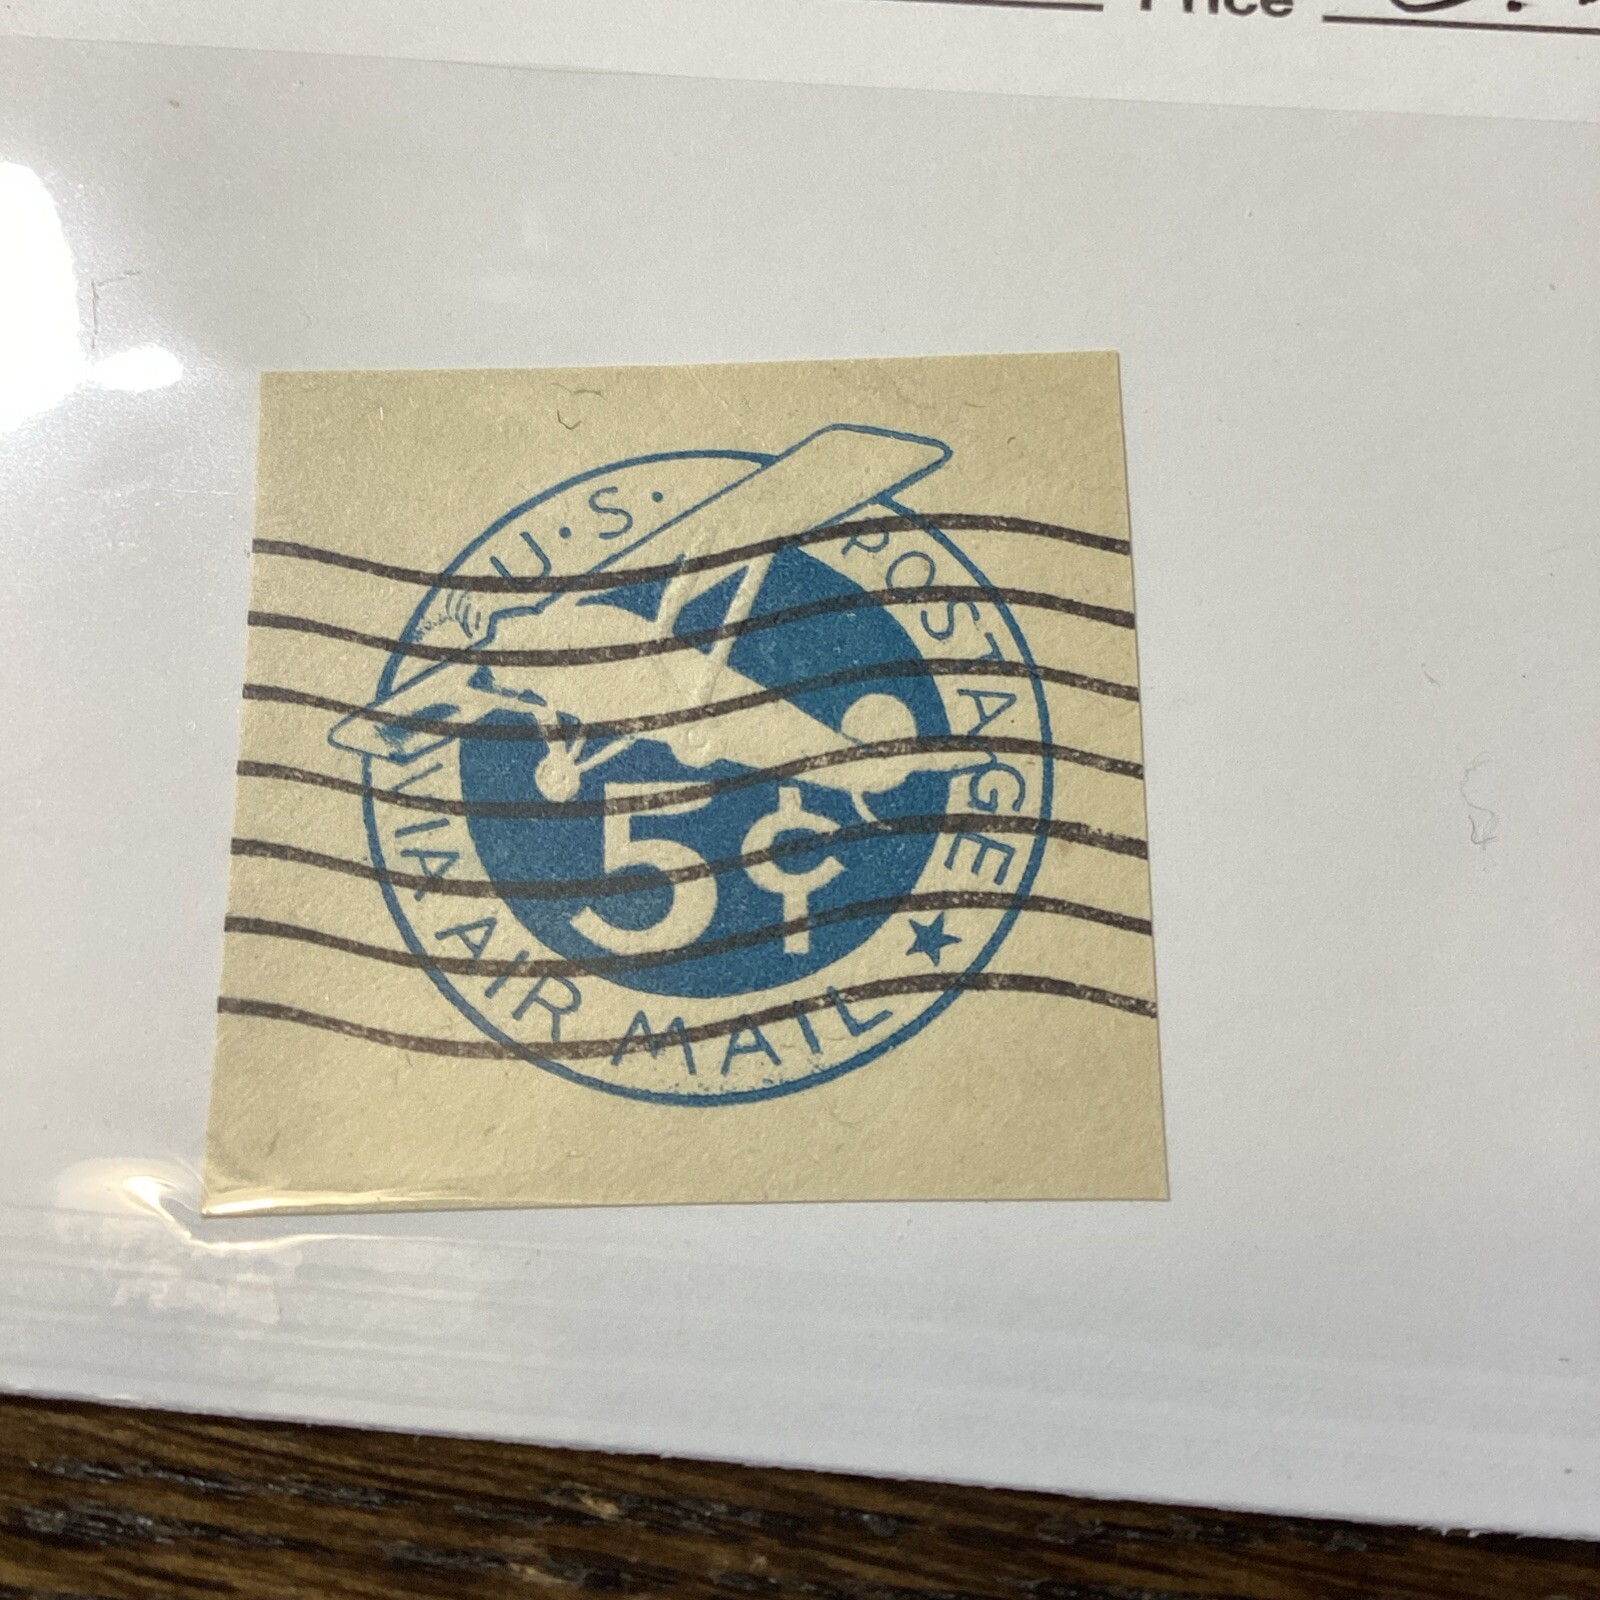 Price
U.S. POSTAGE
5¢
VIA AIR MAIL ★